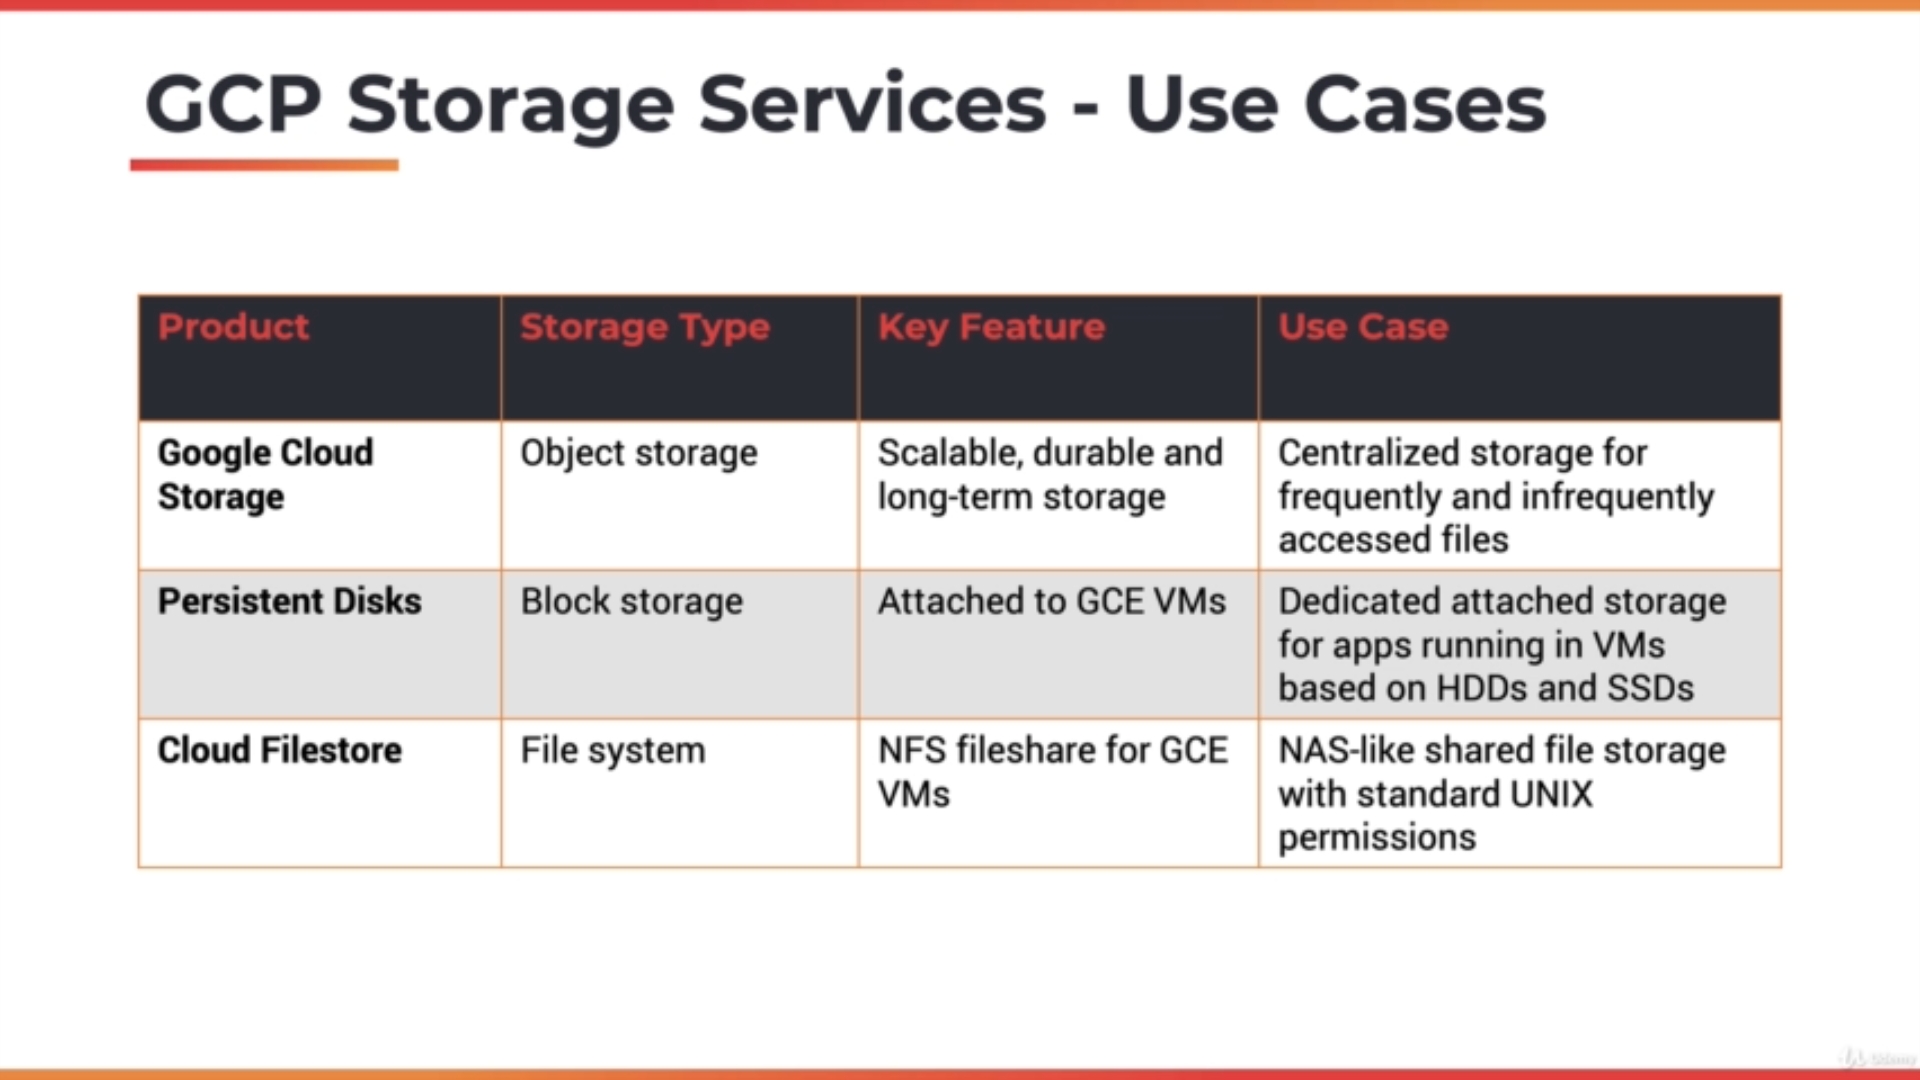 GCP Storage Services - Use Cases
Product
Storage Type
Key Feature
Use Case
Google Cloud
Storage
Object storage
Scalable, durable and
long-term storage
Centralized storage for
frequently and infrequently
accessed files
Persistent Disks
Block storage
Attached to GCE VMs
Dedicated attached storage
for apps running in VMs
based on HDDs and SSDs
Cloud Filestore
File system
NFS fileshare for GCE
VMs
NAS-like shared file storage
with standard UNIX
permissions
Udemy